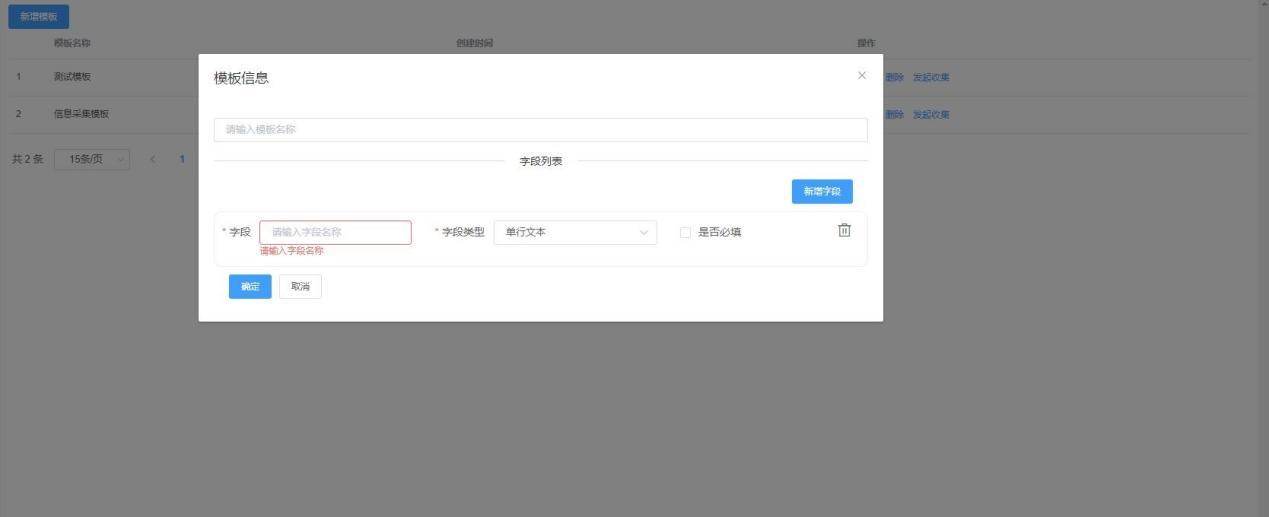 新增模板
模板名称 创建时间 操作
模板信息
1 测试模板 删除 发起收集
2 信息采集模板 删除 发起收集
请输入模板名称
共 2 条 15条/页 1
字段列表
新增字段
* 字段 请输入字段名称 * 字段类型 单行文本 是否必填
请输入字段名称
确定 取消